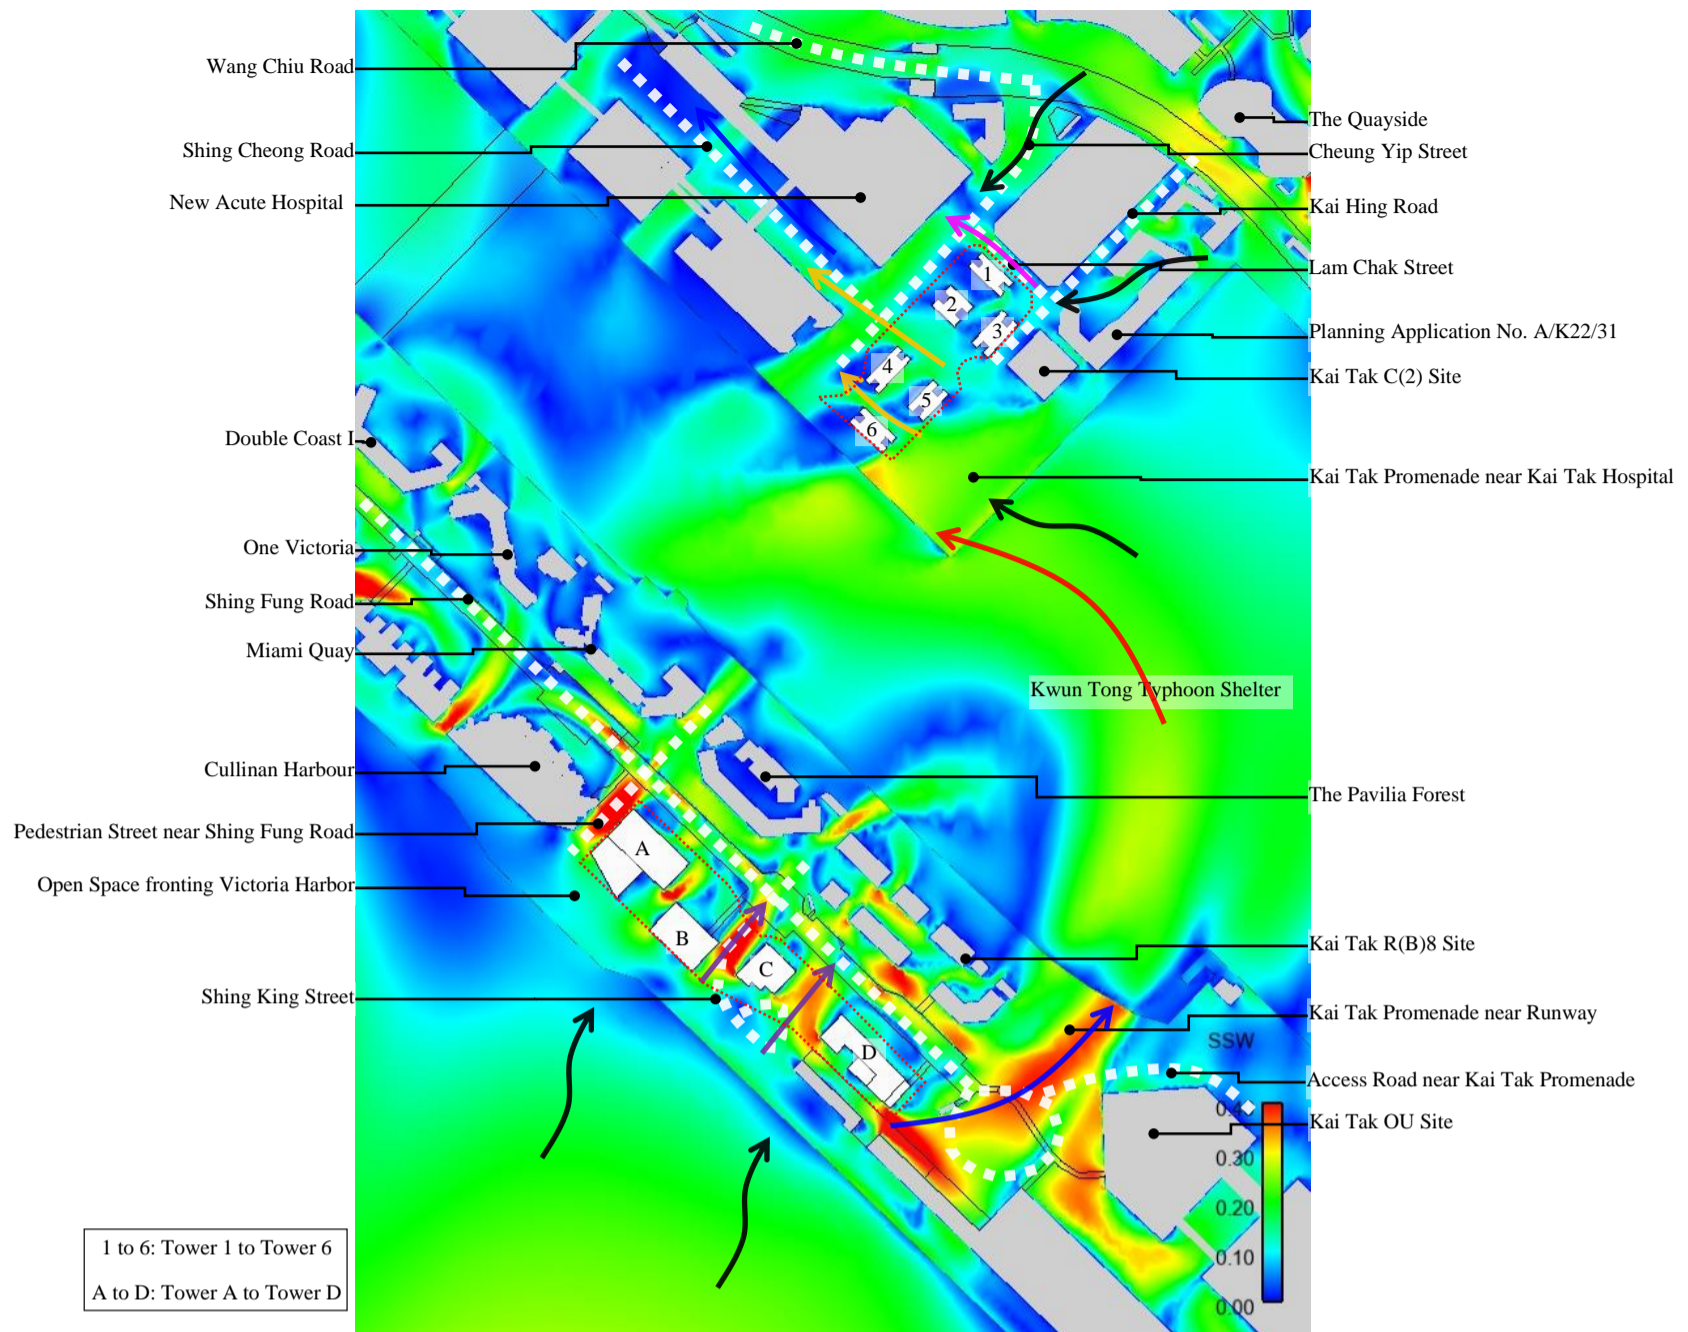 Wang Chiu Road
Shing Cheong Road
New Acute Hospital
Double Coast I
One Victoria
Shing Fung Road
Miami Quay
Cullinan Harbour
Pedestrian Street near Shing Fung Road
Open Space fronting Victoria Harbor
Shing King Street
1 to 6: Tower 1 to Tower 6
A to D: Tower A to Tower D
1
2
3
4
5
6
Kwun Tong Typhoon Shelter
A
B
C
D
The Quayside
Cheung Yip Street
Kai Hing Road
Lam Chak Street
Planning Application No. A/K22/31
Kai Tak C(2) Site
Kai Tak Promenade near Kai Tak Hospital
The Pavilia Forest
Kai Tak R(B)8 Site
Kai Tak Promenade near Runway
SSW
Access Road near Kai Tak Promenade
Kai Tak OU Site
0.30
0.20
0.10
0.00